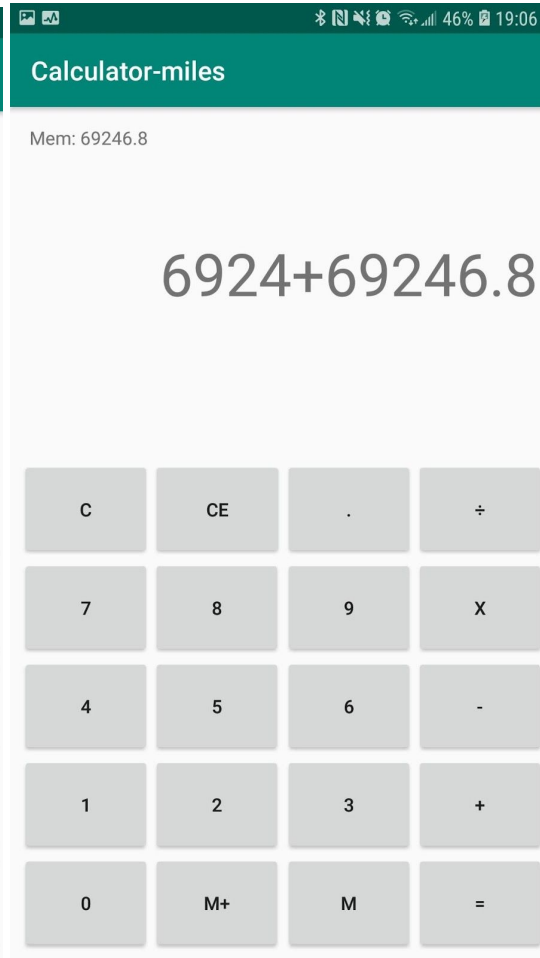 46% 19:06
Calculator-miles
Mem: 69246.8
6924+69246.8
C CE . ÷
7 8 9 X
4 5 6 -
1 2 3 +
0 M+ M =